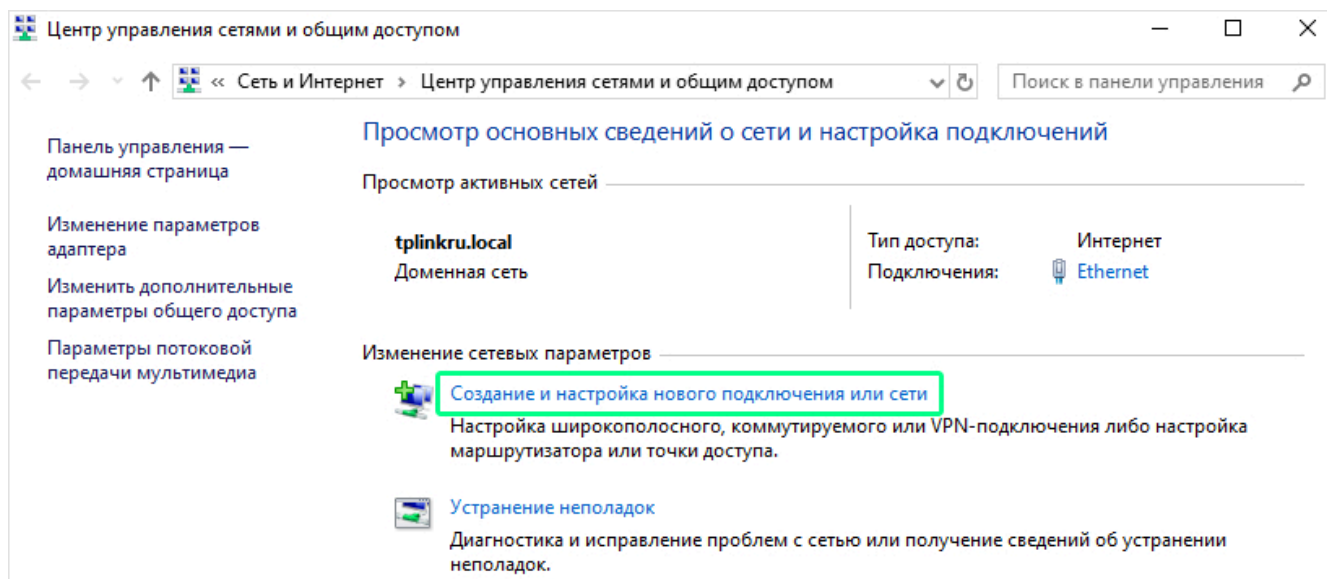 Центр управления сетями и общим доступом
« Сеть и Интернет › Центр управления сетями и общим доступом
Поиск в панели управления
Панель управления —
домашняя страница
Изменение параметров
адаптера
Изменить дополнительные
параметры общего доступа
Параметры потоковой
передачи мультимедиа
Просмотр основных сведений о сети и настройка подключений
Просмотр активных сетей
tplinkru.local
Доменная сеть
Тип доступа: Интернет
Подключения: Ethernet
Изменение сетевых параметров
Создание и настройка нового подключения или сети
Настройка широкополосного, коммутируемого или VPN-подключения либо настройка
маршрутизатора или точки доступа.
Устранение неполадок
Диагностика и исправление проблем с сетью или получение сведений об устранении
неполадок.